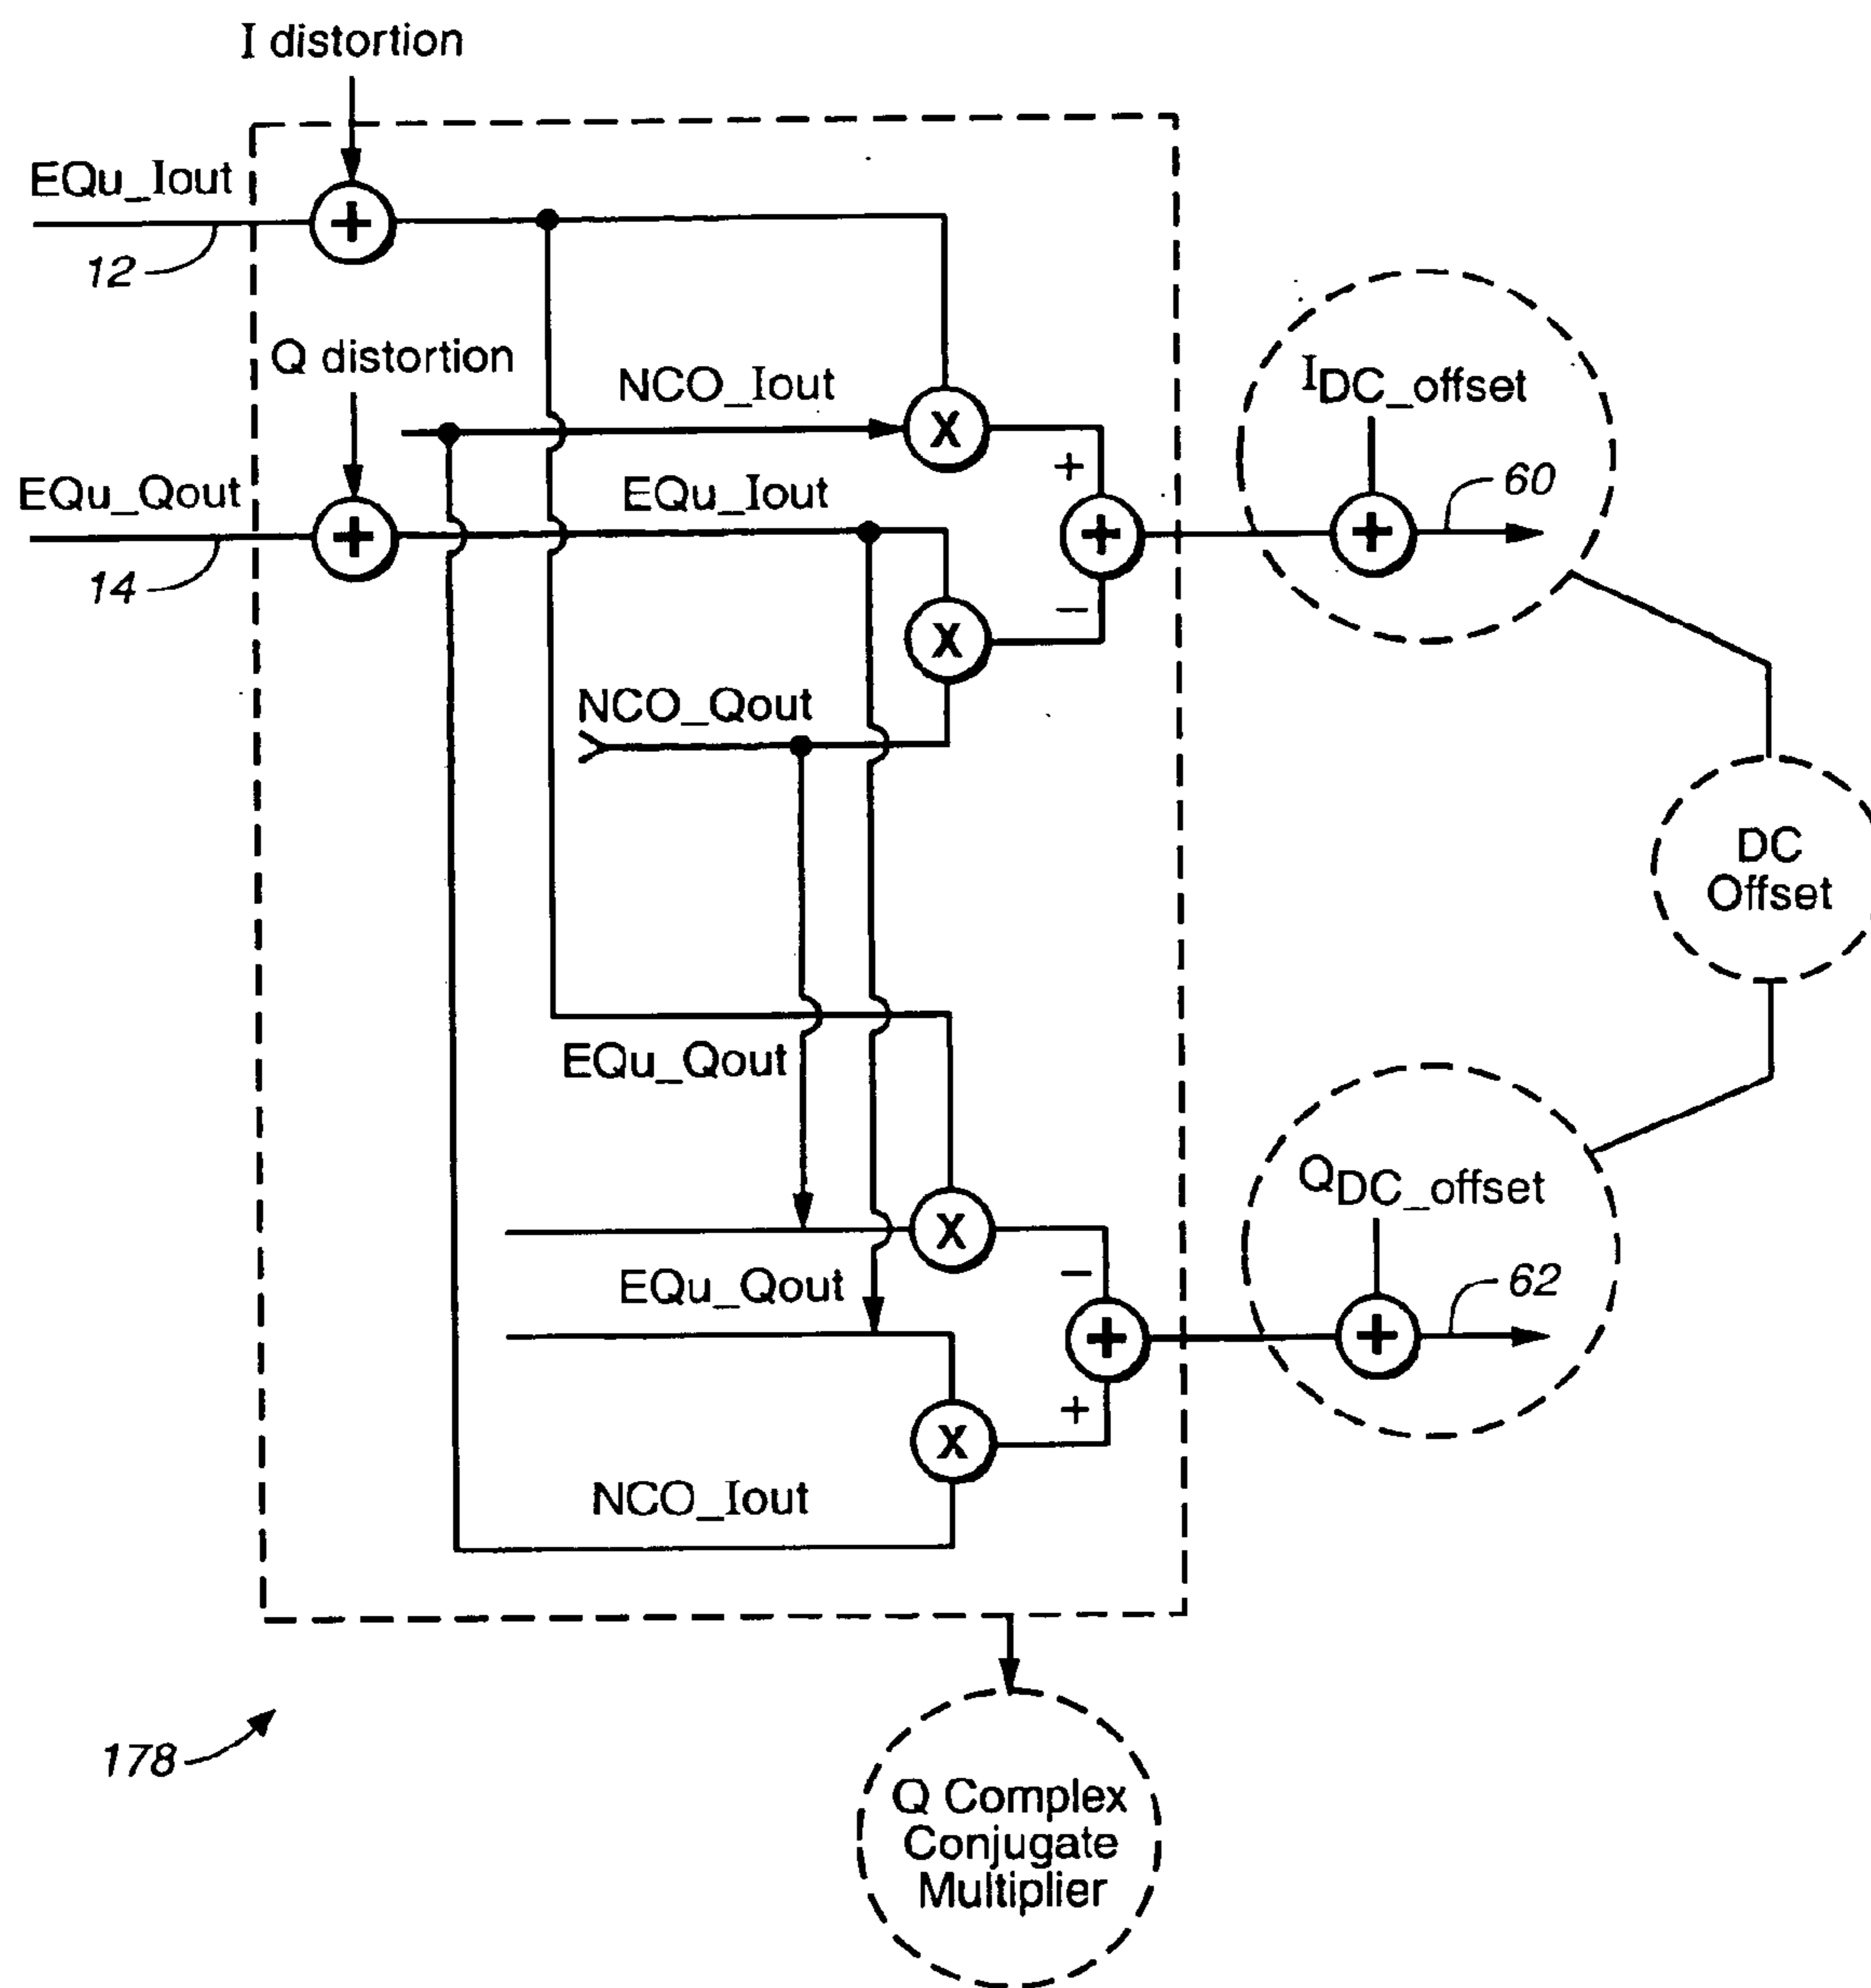 I distortion
EQu_Iout
12
Q distortion
NCO_Iout
IDC_offset
EQu_Qout
EQu_Iout
60
14
+
−
NCO_Qout
DC
Offset
EQu_Qout
QDC_offset
EQu_Qout
−
62
+
NCO_Iout
178
Q Complex
Conjugate
Multiplier